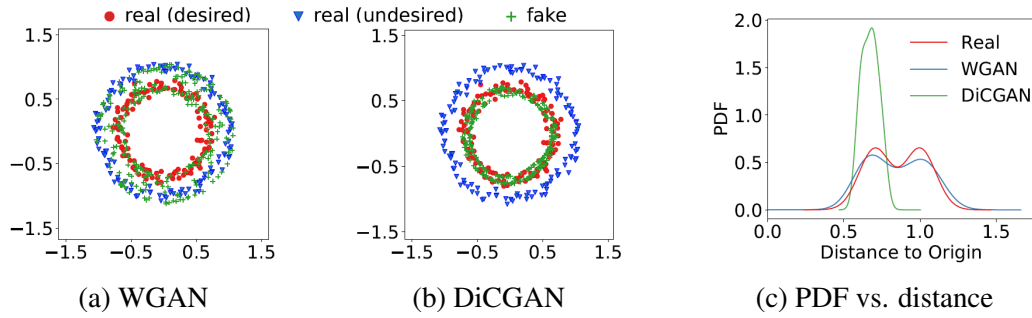 real (desired) real (undesired) fake
1.5
0.5
−0.5
−1.5
−1.5 −0.5 0.5 1.5
(a) WGAN
1.5
0.5
−0.5
−1.5
−1.5 −0.5 0.5 1.5
(b) DiCGAN
PDF
2.0
1.5
1.0
0.5
0.0
0.0 0.5 1.0 1.5
Real
WGAN
DiCGAN
Distance to Origin
(c) PDF vs. distance